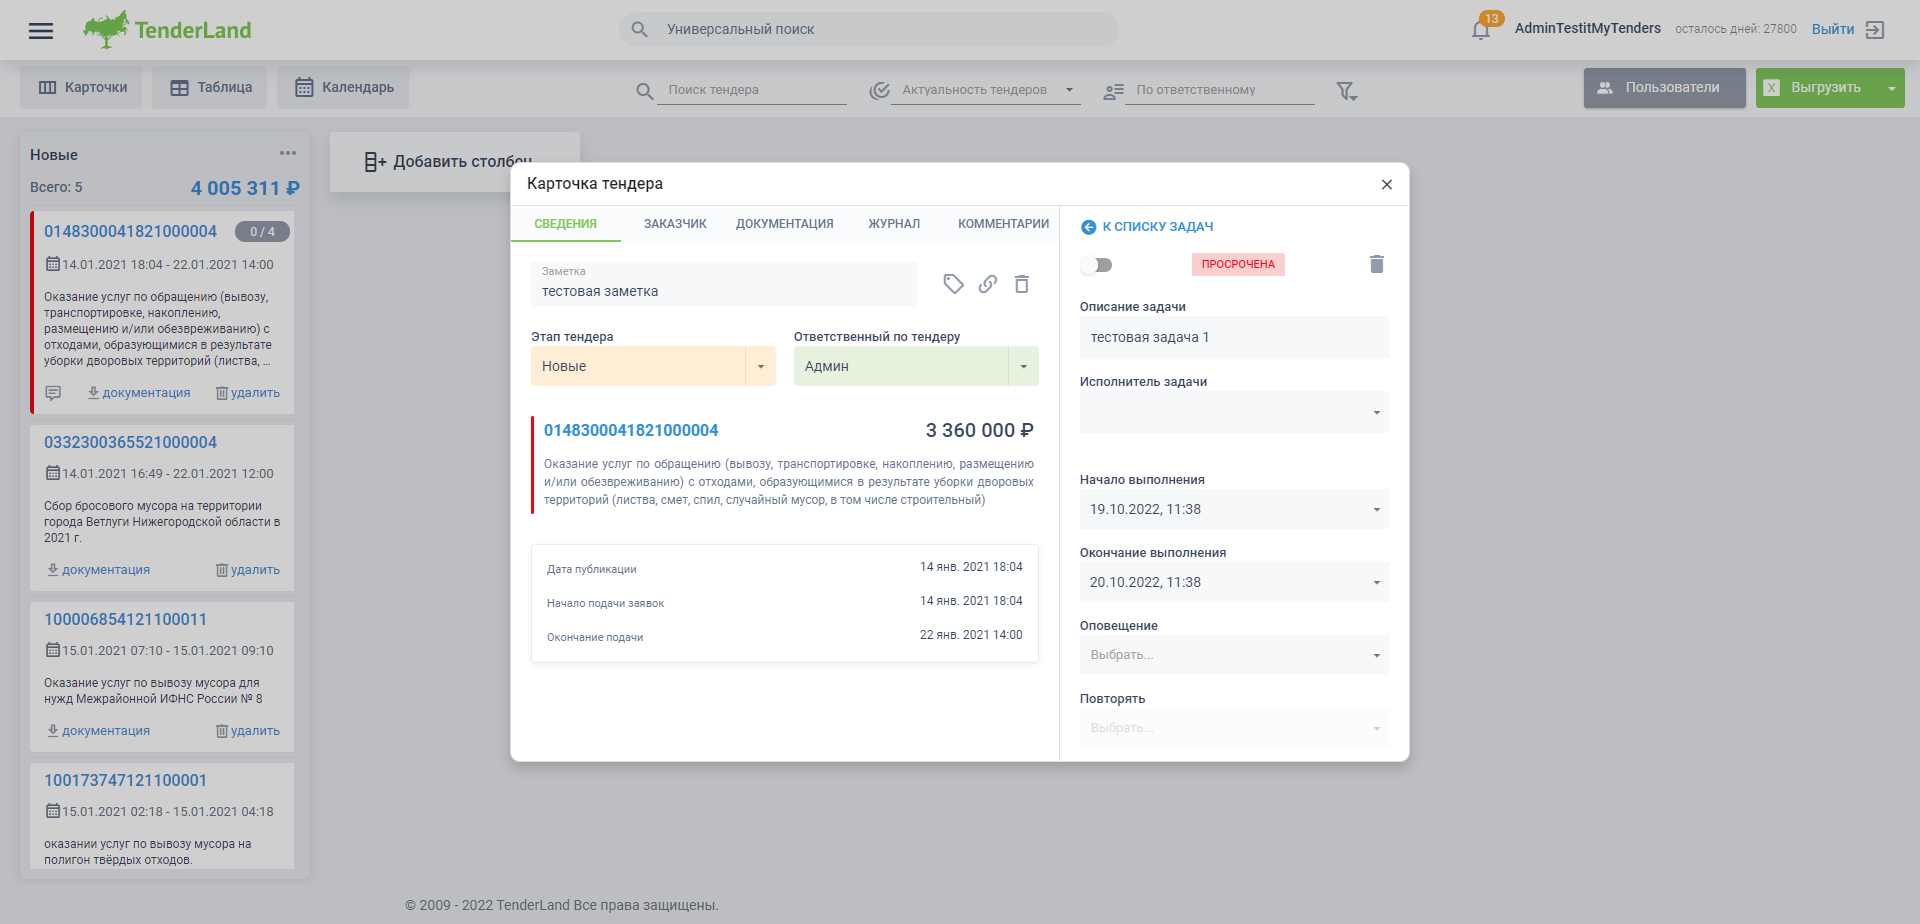 TenderLand
Универсальный поиск
13
AdminTestitMyTenders
осталось дней: 27800
Выйти
Карточки
Таблица
Календарь
Поиск тендера
Актуальность тендеров
По ответственному
Пользователи
X
Выгрузить
Новые
Всего: 5
4 005 311 ₽
0148300041821000004
0 / 4
14.01.2021 18:04 - 22.01.2021 14:00
Оказание услуг по обращению (вывозу,
транспортировке, накоплению,
размещению и/или обезвреживанию) с
отходами, образующимися в результате
уборки дворовых территорий (листва, ...
документация
удалить
0332300365521000004
14.01.2021 16:49 - 22.01.2021 12:00
Сбор бросового мусора на территории
города Ветлуги Нижегородской области в
2021 г.
документация
удалить
100006854121100011
15.01.2021 07:10 - 15.01.2021 09:10
Оказание услуг по вывозу мусора для
нужд Межрайонной ИФНС России № 8
документация
удалить
100173747121100001
15.01.2021 02:18 - 15.01.2021 04:18
оказании услуг по вывозу мусора на
полигон твёрдых отходов.
Добавить столбец
Карточка тендера
СВЕДЕНИЯ
ЗАКАЗЧИК
ДОКУМЕНТАЦИЯ
ЖУРНАЛ
КОММЕНТАРИИ
Заметка
тестовая заметка
Этап тендера
Ответственный по тендеру
Новые
Админ
0148300041821000004
3 360 000 ₽
Оказание услуг по обращению (вывозу, транспортировке, накоплению, размещению
и/или обезвреживанию) с отходами, образующимися в результате уборки дворовых
территорий (листва, смет, спил, случайный мусор, в том числе строительный)
Дата публикации
14 янв. 2021 18:04
Начало подачи заявок
14 янв. 2021 18:04
Окончание подачи
22 янв. 2021 14:00
К СПИСКУ ЗАДАЧ
ПРОСРОЧЕНА
Описание задачи
тестовая задача 1
Исполнитель задачи
Начало выполнения
19.10.2022, 11:38
Окончание выполнения
20.10.2022, 11:38
Оповещение
Выбрать...
Повторять
Выбрать...
© 2009 - 2022 TenderLand Все права защищены.